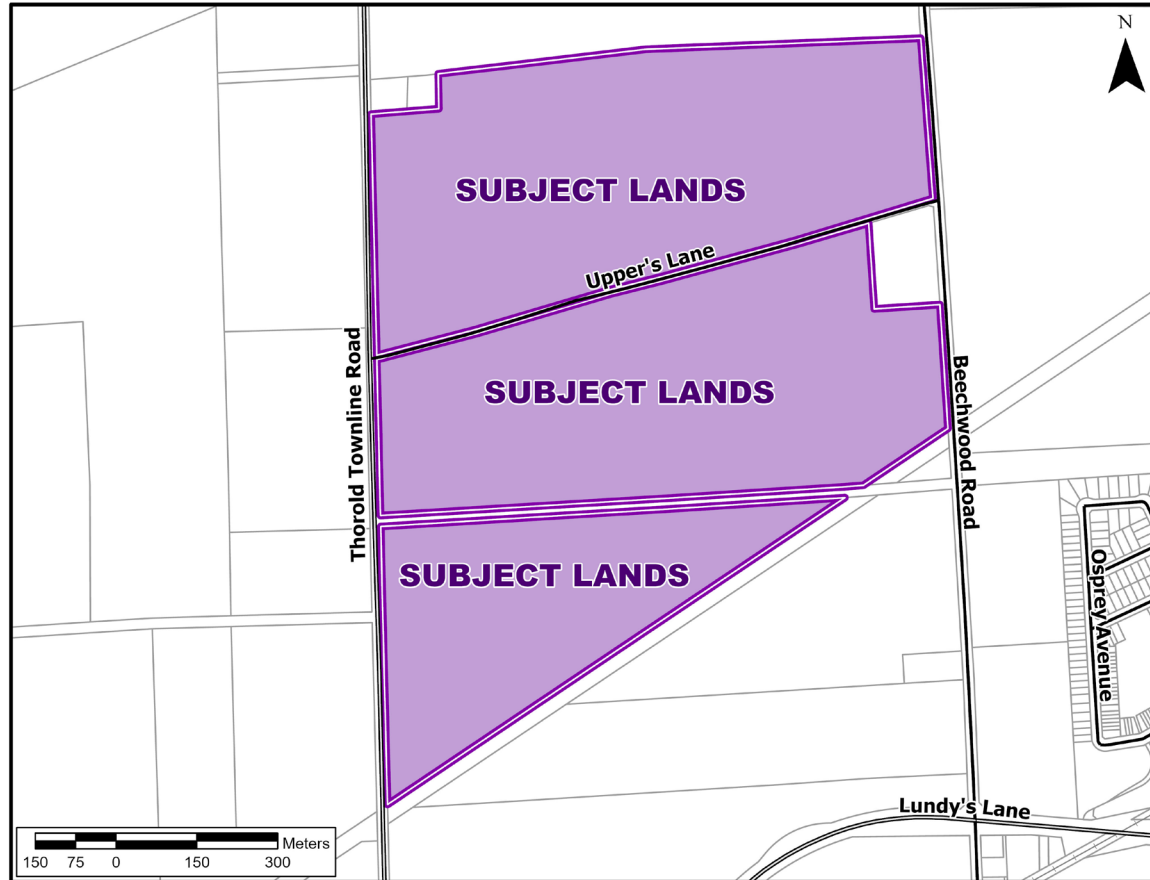 N
SUBJECT LANDS
Upper's Lane
SUBJECT LANDS
Thorold Townline Road
Beechwood Road
SUBJECT LANDS
Osprey Avenue
Lundy's Lane
Meters
150 75 0 150 300